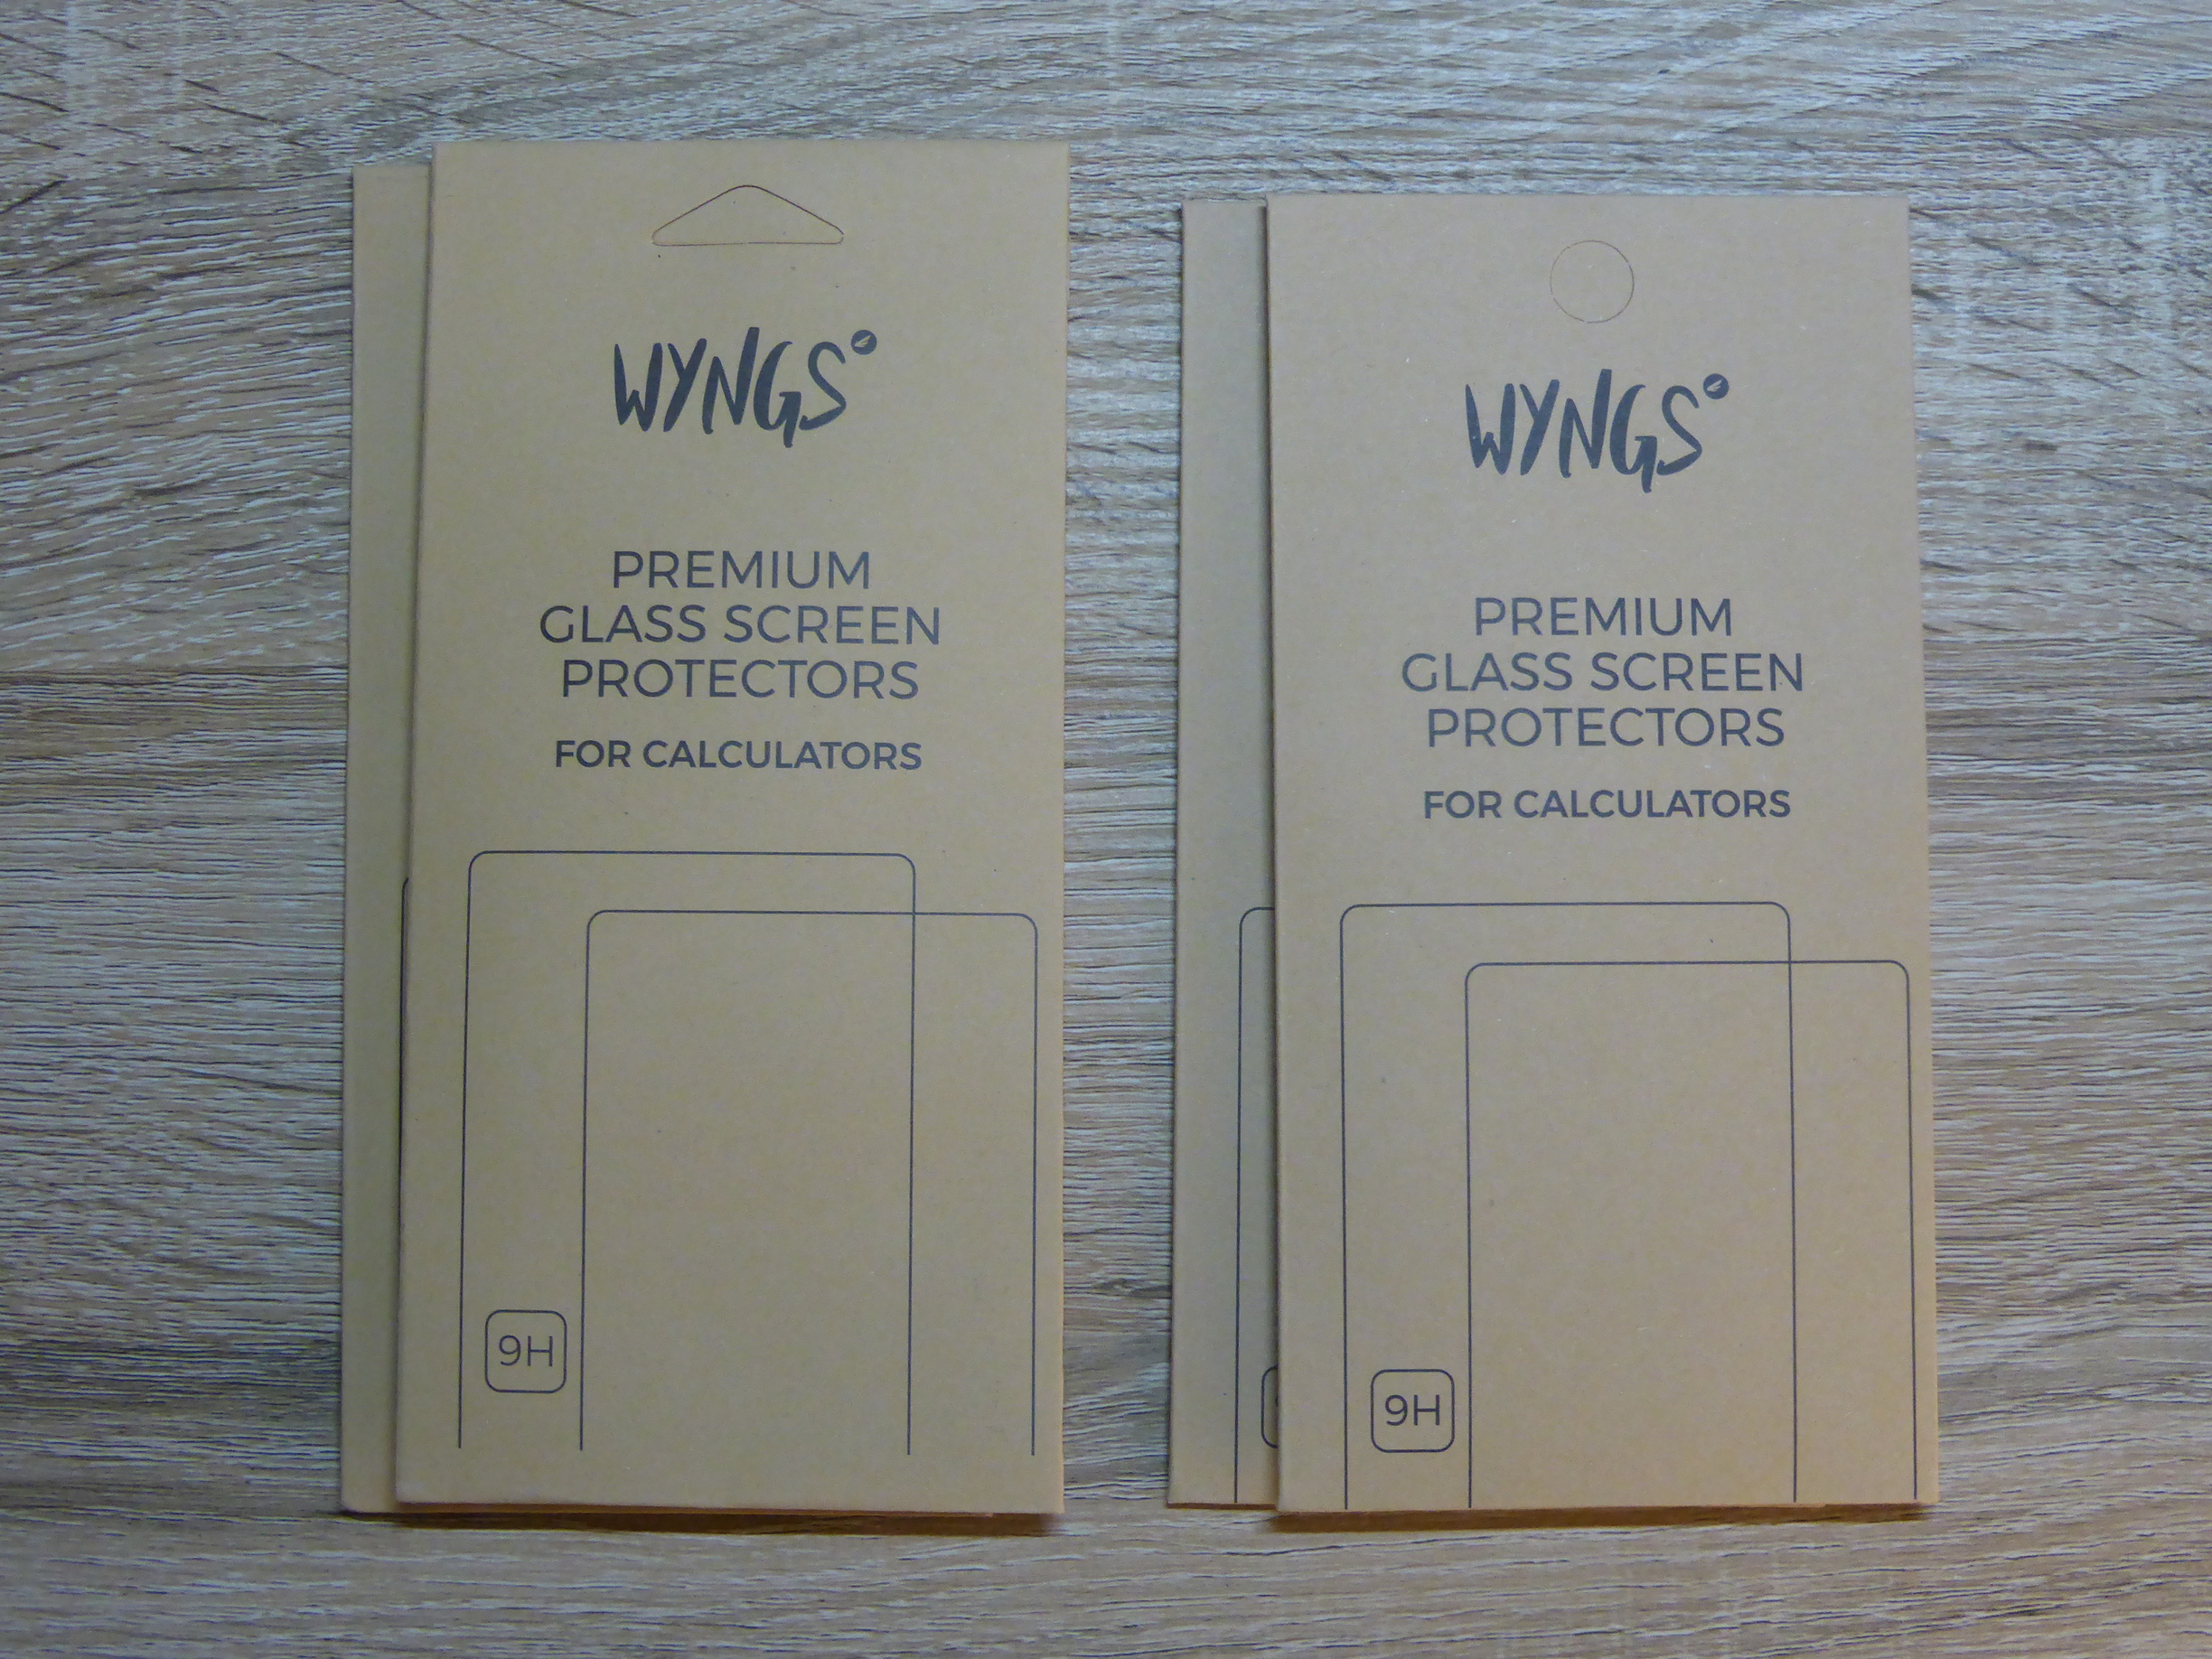 WYNGS
PREMIUM
GLASS SCREEN
PROTECTORS
FOR CALCULATORS
9H
WYNGS
PREMIUM
GLASS SCREEN
PROTECTORS
FOR CALCULATORS
9H